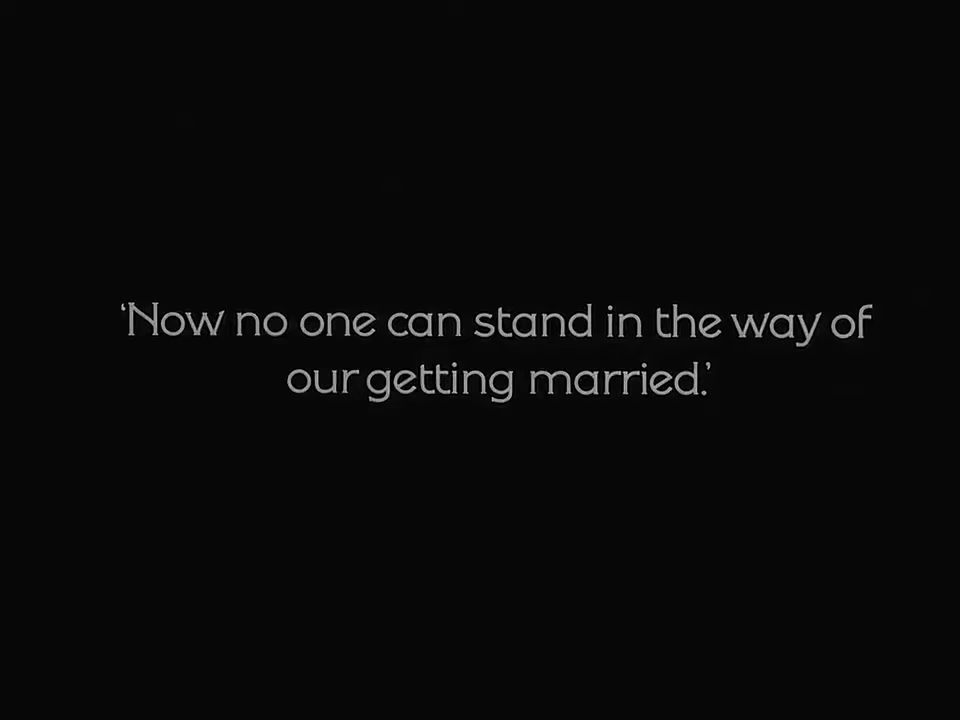 ‘Now no one can stand in the way of
our getting married.’